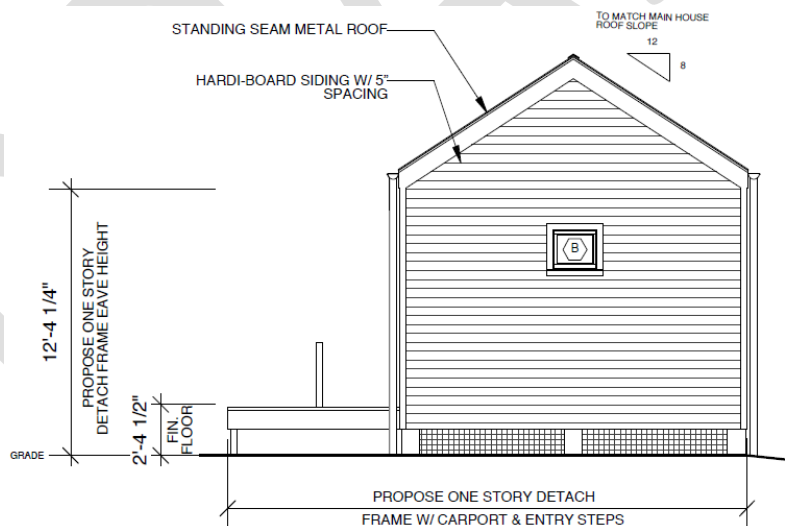 TO MATCH MAIN HOUSE
ROOF SLOPE
12
8
STANDING SEAM METAL ROOF
HARDI-BOARD SIDING W/ 5"
SPACING
B
12'-4 1/4"
PROPOSE ONE STORY
DETACH FRAME EAVE HEIGHT
2'-4 1/2"
FIN.
FLOOR
GRADE
PROPOSE ONE STORY DETACH
FRAME W/ CARPORT & ENTRY STEPS